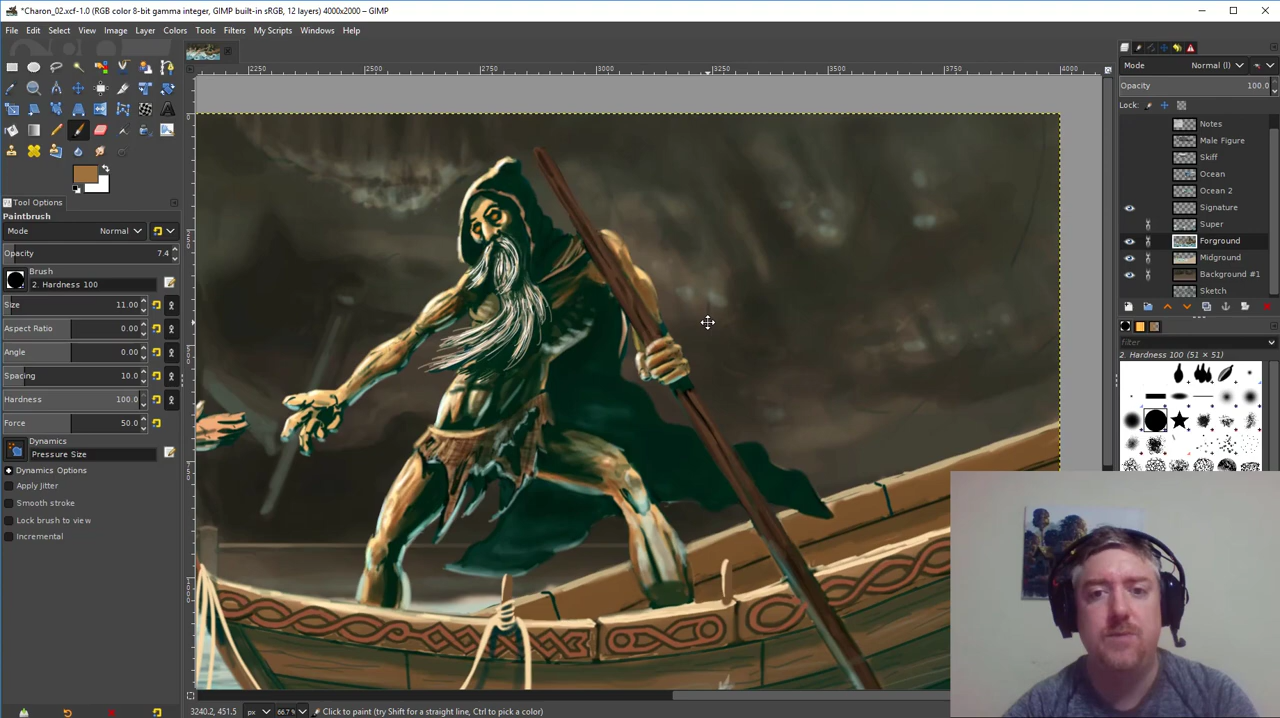 *Charon_02.xcf-1.0 (RGB color 8-bit gamma integer, GIMP built-in sRGB, 12 layers) 4000x2000 – GIMP
File Edit Select View Image Layer Colors Tools Filters My Scripts Windows Help
Mode Normal (l)
Opacity 100.0
Lock:
2250 2500 2750 3000 3250 3500 3750 4000
Notes
Male Figure
Skiff
Ocean
Ocean 2
Signature
Super
Forground
Midground
Background #1
Sketch
Tool Options
Paintbrush
Mode Normal
Opacity 7.4
Brush
2. Hardness 100
Size 11.00
Aspect Ratio 0.00
Angle 0.00
Spacing 10.0
Hardness 100.0
Force 50.0
Dynamics
Pressure Size
Dynamics Options
Apply Jitter
Smooth stroke
Lock brush to view
Incremental
filter
2. Hardness 100 (51 × 51)
3240.2, 451.5 px 66.7 % Click to paint (try Shift for a straight line, Ctrl to pick a color)